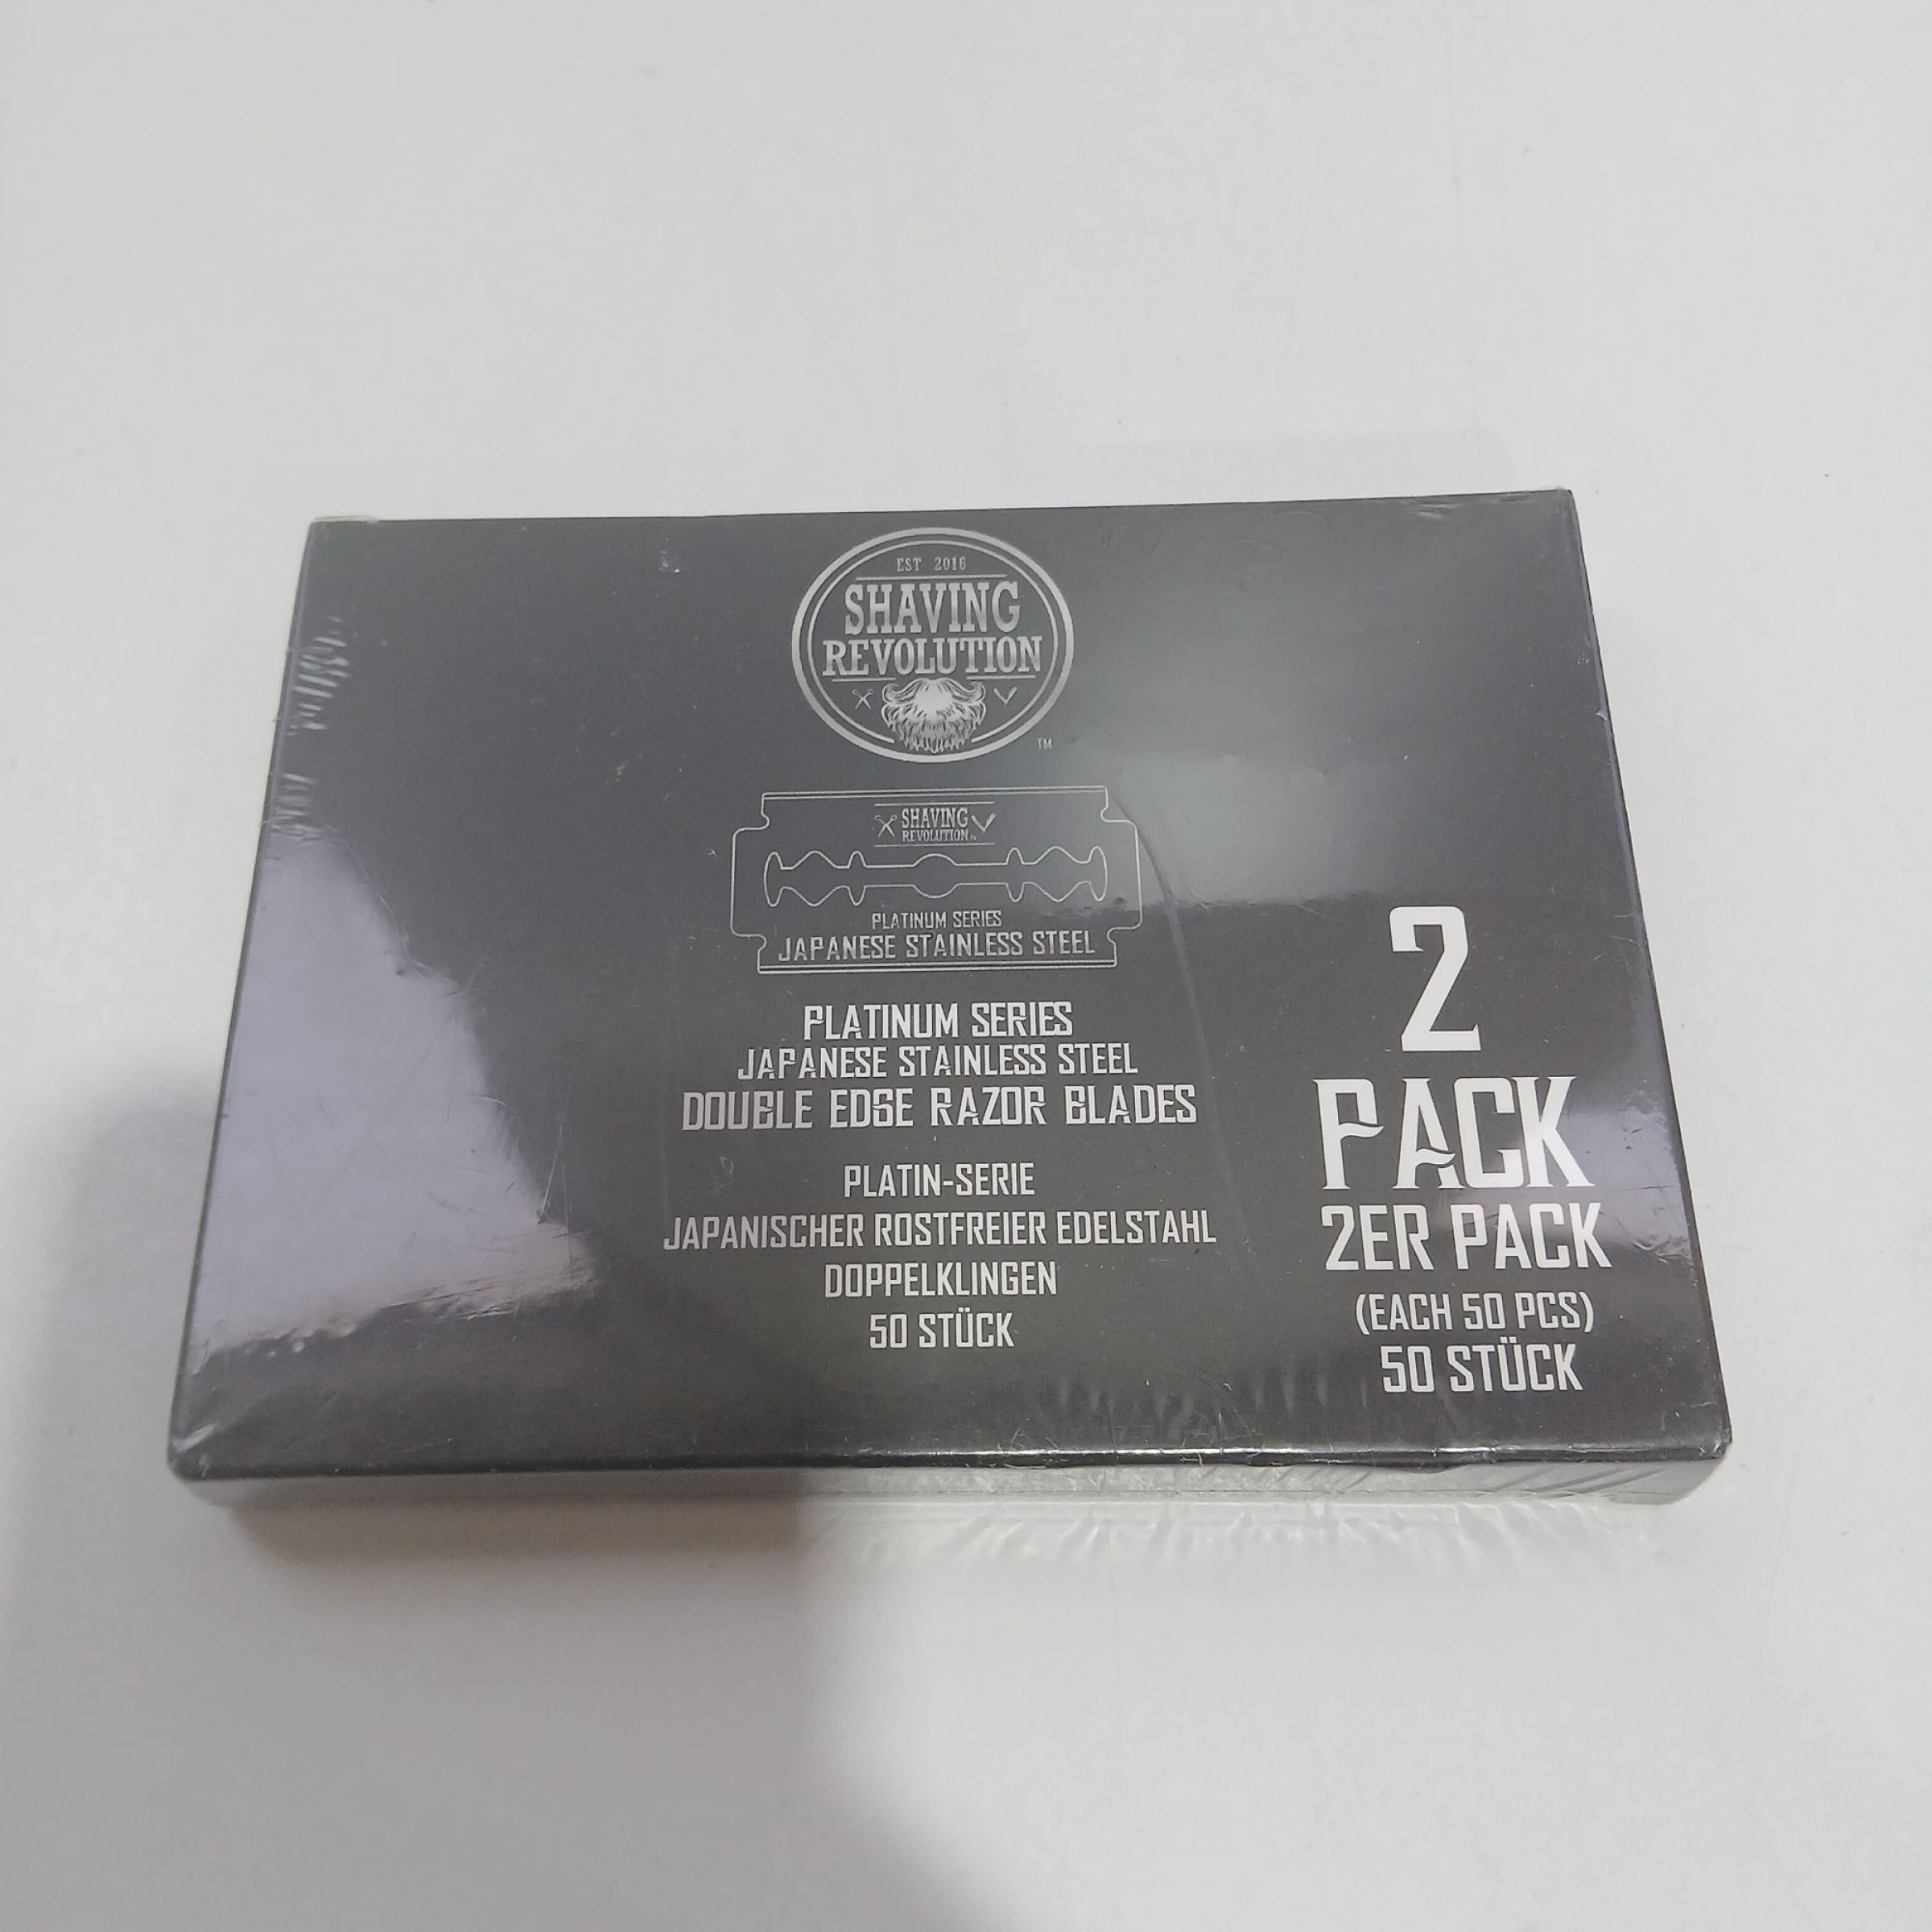 EST 2016
SHAVING
REVOLUTION
TM
SHAVING
REVOLUTION
PLATINUM SERIES
JAPANESE STAINLESS STEEL
PLATINUM SERIES
JAPANESE STAINLESS STEEL
DOUBLE EDGE RAZOR BLADES
PLATIN-SERIE
JAPANISCHER ROSTFREIER EDELSTAHL
DOPPELKLINGEN
50 STÜCK
2
PACK
2ER PACK
(EACH 50 PCS)
50 STÜCK